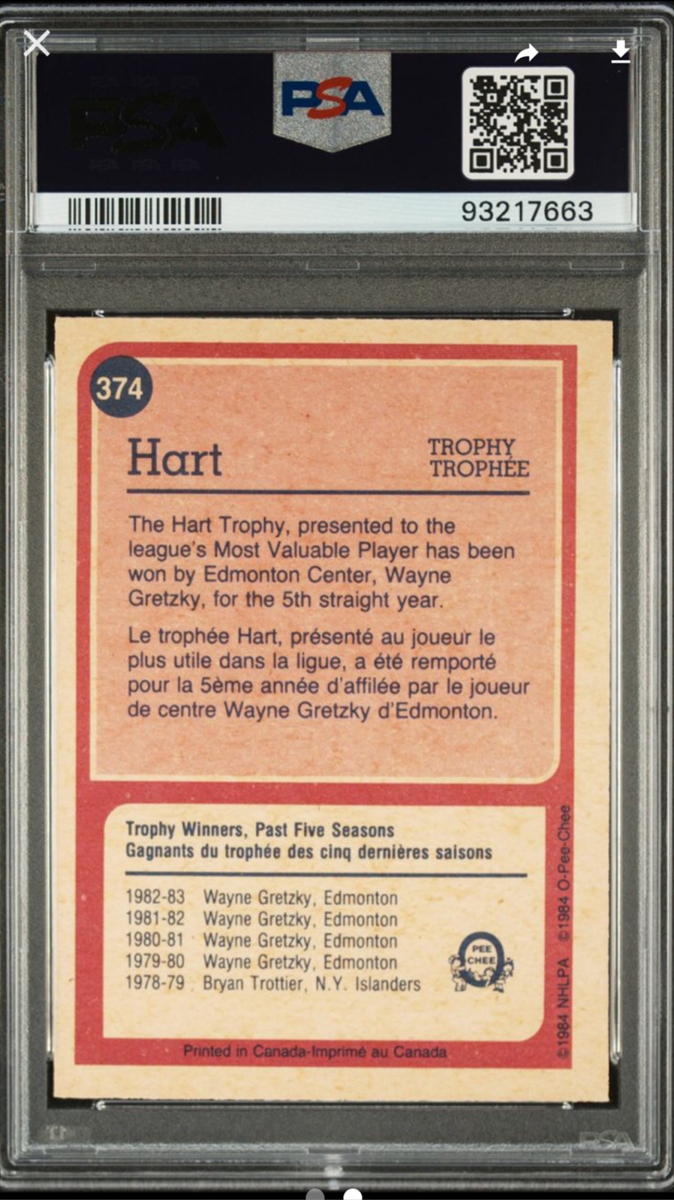 PSA
93217663
374
Hart
TROPHY
TROPHÉE
The Hart Trophy, presented to the
league's Most Valuable Player has been
won by Edmonton Center, Wayne
Gretzky, for the 5th straight year.
Le trophée Hart, présenté au joueur le
plus utile dans la ligue, a été remporté
pour la 5ème année d'affilée par le joueur
de centre Wayne Gretzky d'Edmonton.
Trophy Winners, Past Five Seasons
Gagnants du trophée des cinq dernières saisons
1982-83 Wayne Gretzky, Edmonton
1981-82 Wayne Gretzky, Edmonton
1980-81 Wayne Gretzky, Edmonton
1979-80 Wayne Gretzky, Edmonton
1978-79 Bryan Trottier, N.Y. Islanders
PEE
CHEE
©1984 NHLPA ©1984 O-Pee-Chee
Printed in Canada-Imprimé au Canada
PSA